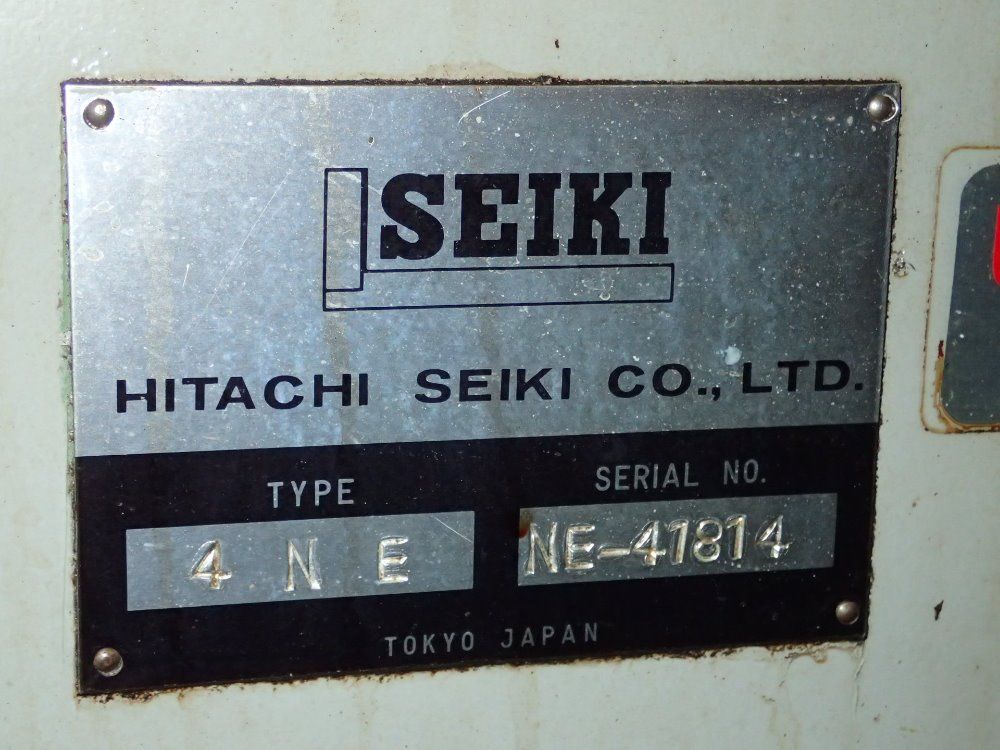 SEIKI
HITACHI SEIKI CO., LTD.
TYPE SERIAL NO.
4 N E NE-41814
TOKYO JAPAN